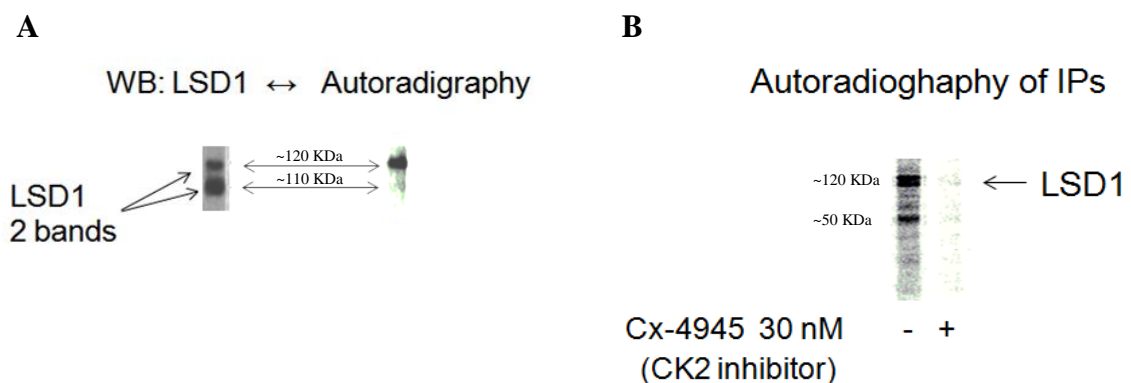 A
WB: LSD1 ↔ Autoradigraphy
~120 KDa
~110 KDa
LSD1
2 bands
B
Autoradioghaphy of IPs
~120 KDa
LSD1
~50 KDa
Cx-4945 30 nM - +
(CK2 inhibitor)